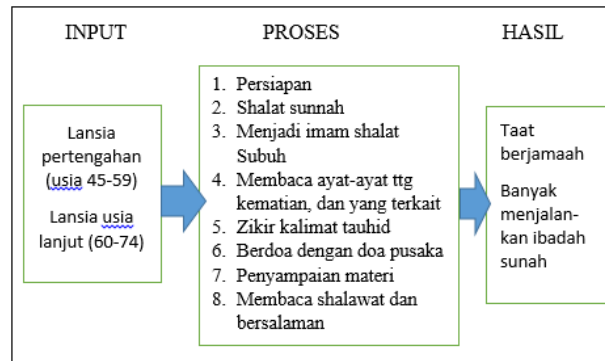 INPUT
PROSES
HASIL
Lansia
pertengahan
(usia 45-59)
Lansia usia
lanjut (60-74)
1. Persiapan
2. Shalat sunnah
3. Menjadi imam shalat
Subuh
4. Membaca ayat-ayat ttg
kematian, dan yang terkait
5. Zikir kalimat tauhid
6. Berdoa dengan doa pusaka
7. Penyampaian materi
8. Membaca shalawat dan
bersalaman
Taat
berjamaah
Banyak
menjalan-
kan ibadah
sunah